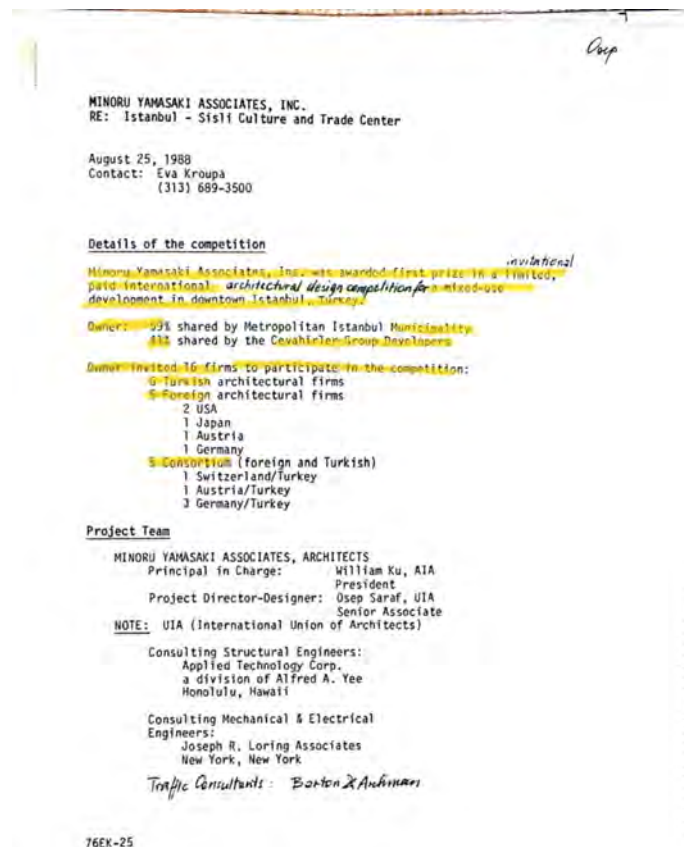 Osep
MINORU YAMASAKI ASSOCIATES, INC.
RE: Istanbul - Sisli Culture and Trade Center
August 25, 1988
Contact: Eva Kroupa
(313) 689-3500
Details of the competition
invitational
Minoru Yamasaki Associates, Inc. was awarded first prize in a limited,
paid international, architectural design competition for a mixed-use
development in downtown Istanbul, Turkey.
Owner: 59% shared by Metropolitan Istanbul Municipality
41% shared by the Cevahirler Group Developers
Owner invited 16 firms to participate in the competition:
6 Turkish architectural firms
5 Foreign architectural firms
2 USA
1 Japan
1 Austria
1 Germany
5 Consortium (foreign and Turkish)
1 Switzerland/Turkey
1 Austria/Turkey
3 Germany/Turkey
Project Team
MINORU YAMASAKI ASSOCIATES, ARCHITECTS
Principal in Charge: William Ku, AIA
President
Project Director-Designer: Osep Saraf, UIA
Senior Associate
NOTE: UIA (International Union of Architects)
Consulting Structural Engineers:
Applied Technology Corp.
a division of Alfred A. Yee
Honolulu, Hawaii
Consulting Mechanical & Electrical
Engineers:
Joseph R. Loring Associates
New York, New York
Traffic Consultants: Barton & Aschman
76EK-25